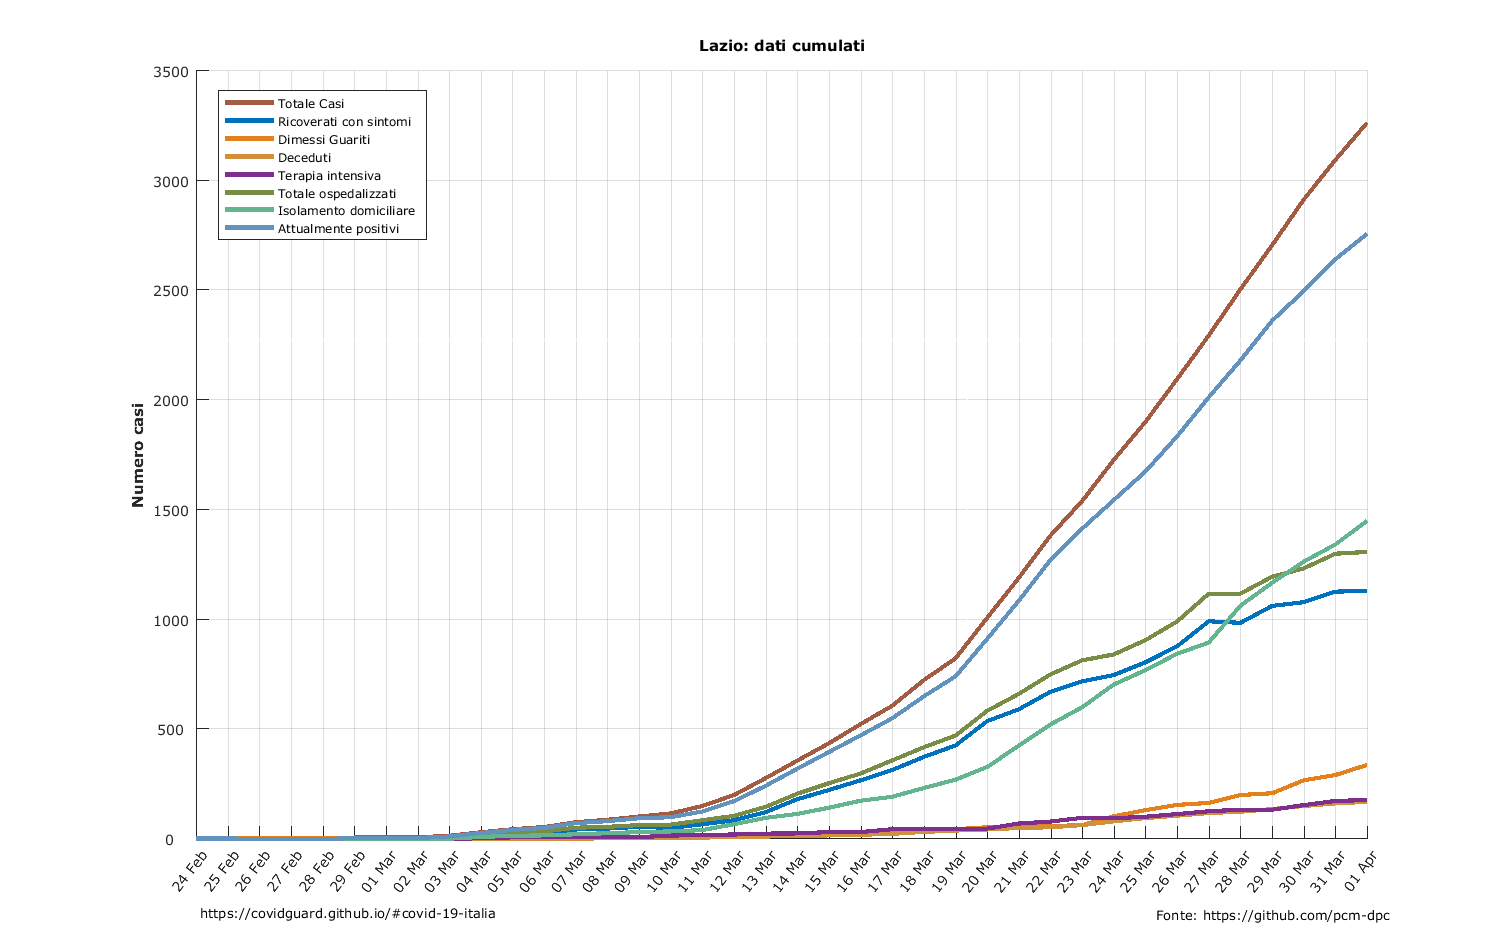 Lazio: dati cumulati
3500
3000
2500
2000
1500
1000
500
0
Numero casi
Totale Casi
Ricoverati con sintomi
Dimessi Guariti
Deceduti
Terapia intensiva
Totale ospedalizzati
Isolamento domiciliare
Attualmente positivi
24 Feb
25 Feb
26 Feb
27 Feb
28 Feb
29 Feb
01 Mar
02 Mar
03 Mar
04 Mar
05 Mar
06 Mar
07 Mar
08 Mar
09 Mar
10 Mar
11 Mar
12 Mar
13 Mar
14 Mar
15 Mar
16 Mar
17 Mar
18 Mar
19 Mar
20 Mar
21 Mar
22 Mar
23 Mar
24 Mar
25 Mar
26 Mar
27 Mar
28 Mar
29 Mar
30 Mar
31 Mar
01 Apr
https://covidguard.github.io/#covid-19-italia
Fonte: https://github.com/pcm-dpc